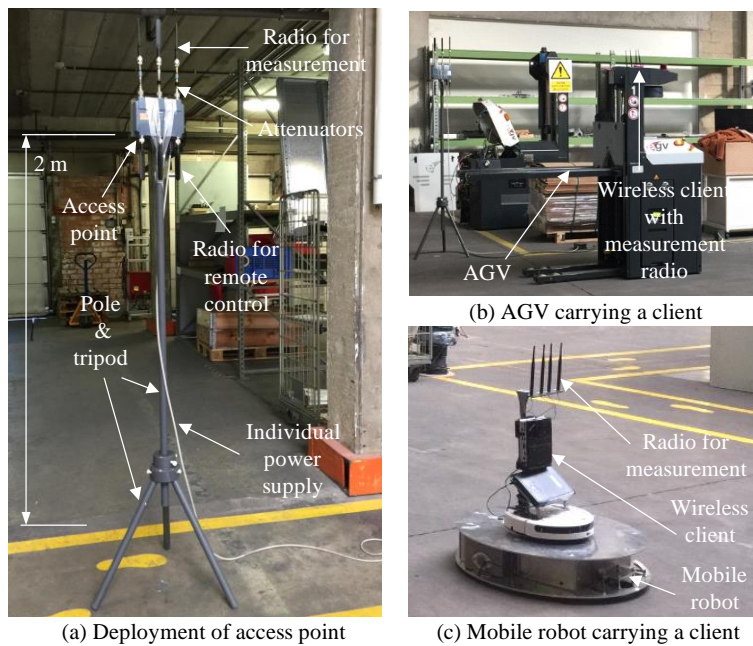 Radio for
measurement
Attenuators
2 m
Access
point
Radio for
remote
control
Pole
&
tripod
Individual
power
supply
(a) Deployment of access point
gv
gv
Wireless client
with
measurement
radio
AGV
(b) AGV carrying a client
Radio for
measurement
Wireless
client
Mobile
robot
(c) Mobile robot carrying a client